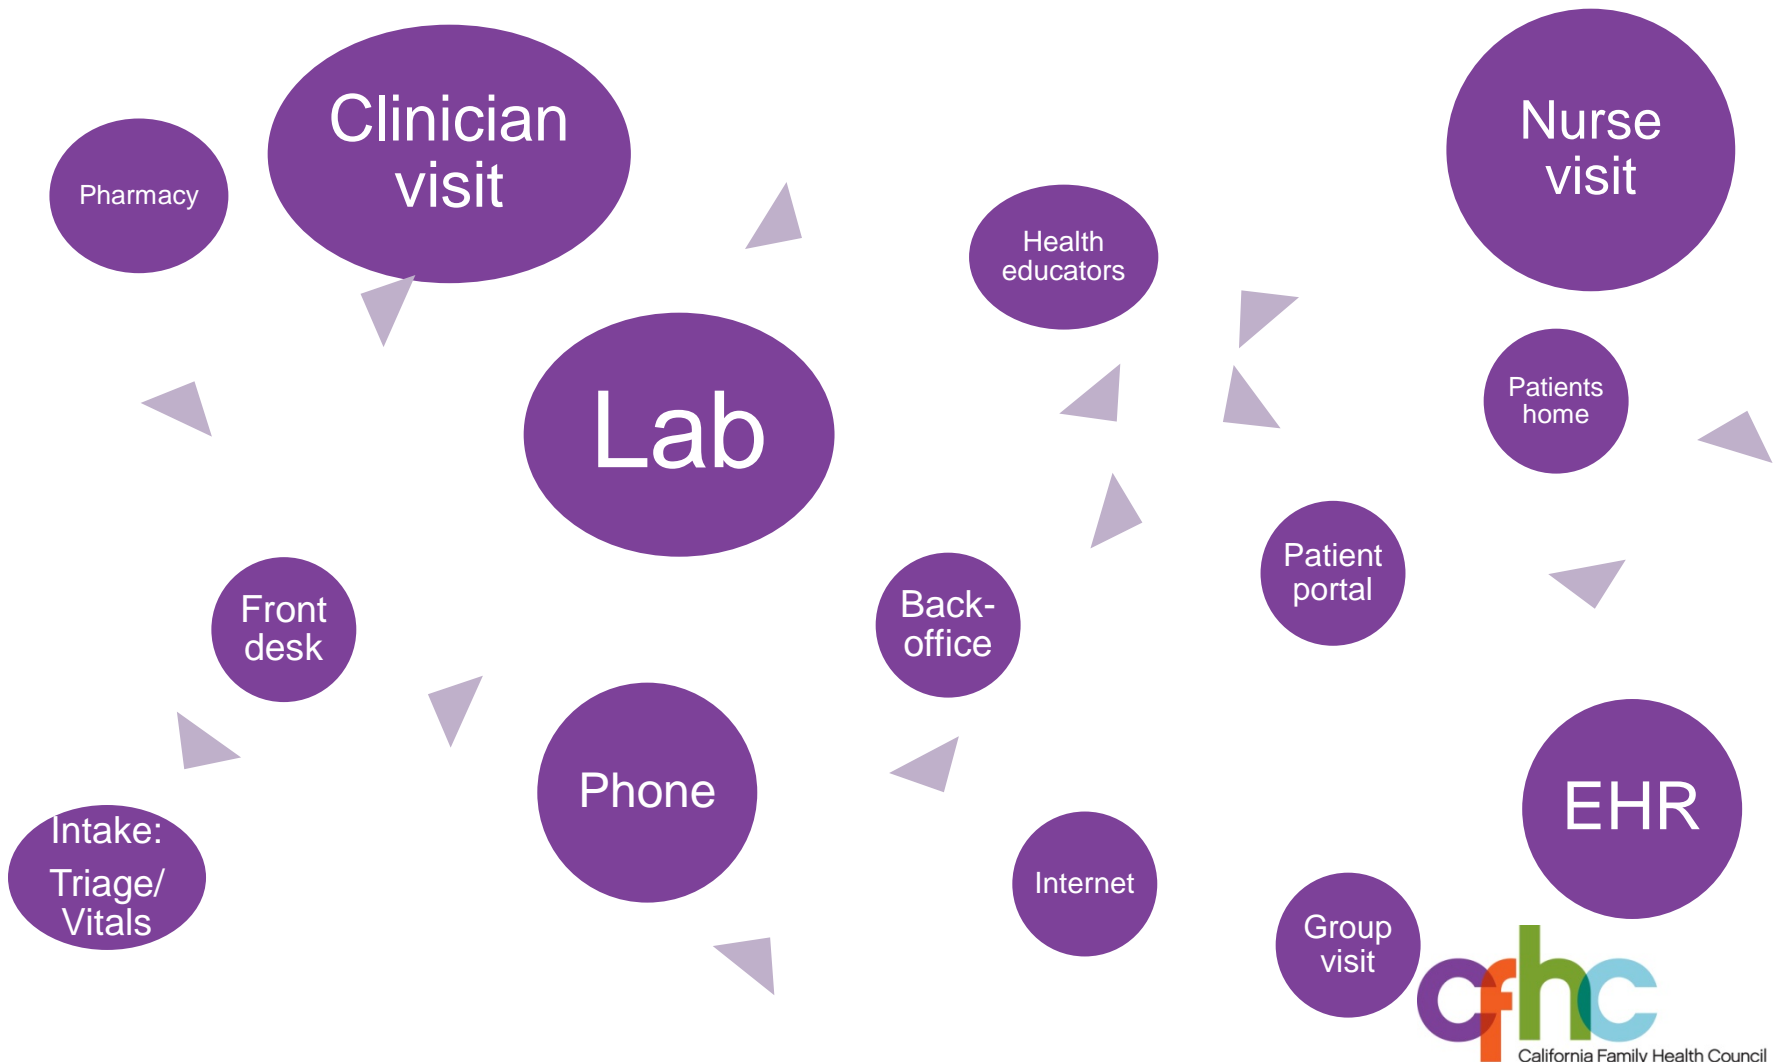 Clinician
visit
Nurse
visit
Pharmacy
Health
educators
Lab
Patients
home
Patient
portal
Front
desk
Back-
office
Phone
EHR
Intake:
Triage/
Vitals
Internet
Group
visit
cfhc
California Family Health Council